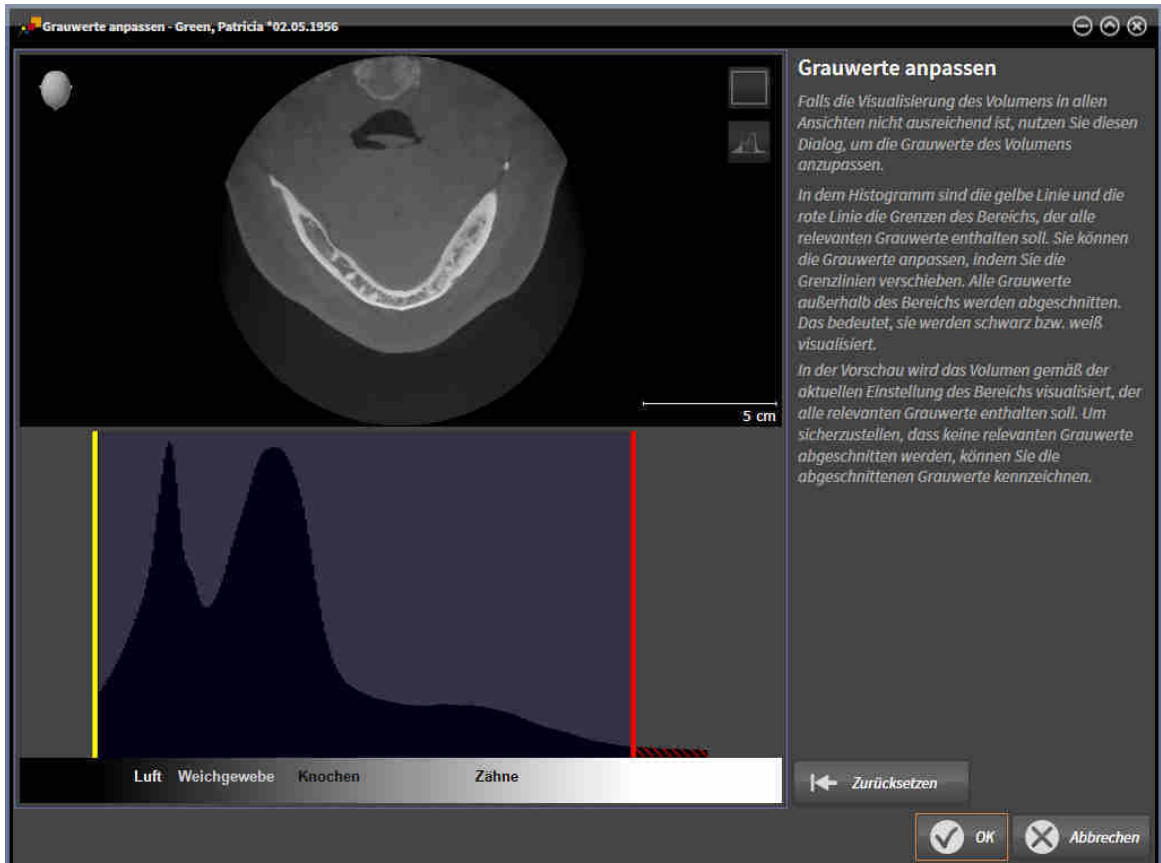 Grauwerte anpassen - Green, Patricia *02.05.1956
Grauwerte anpassen
Falls die Visualisierung des Volumens in allen
Ansichten nicht ausreichend ist, nutzen Sie diesen
Dialog, um die Grauwerte des Volumens
anzupassen.
In dem Histogramm sind die gelbe Linie und die
rote Linie die Grenzen des Bereichs, der alle
relevanten Grauwerte enthalten soll. Sie können
die Grauwerte anpassen, indem Sie die
Grenzlinien verschieben. Alle Grauwerte
außerhalb des Bereichs werden abgeschnitten.
Das bedeutet, sie werden schwarz bzw. weiß
visualisiert.
In der Vorschau wird das Volumen gemäß der
aktuellen Einstellung des Bereichs visualisiert, der
alle relevanten Grauwerte enthalten soll. Um
sicherzustellen, dass keine relevanten Grauwerte
abgeschnitten werden, können Sie die
abgeschnittenen Grauwerte kennzeichnen.
5 cm
Luft Weichgewebe Knochen Zähne
Zurücksetzen
OK Abbrechen